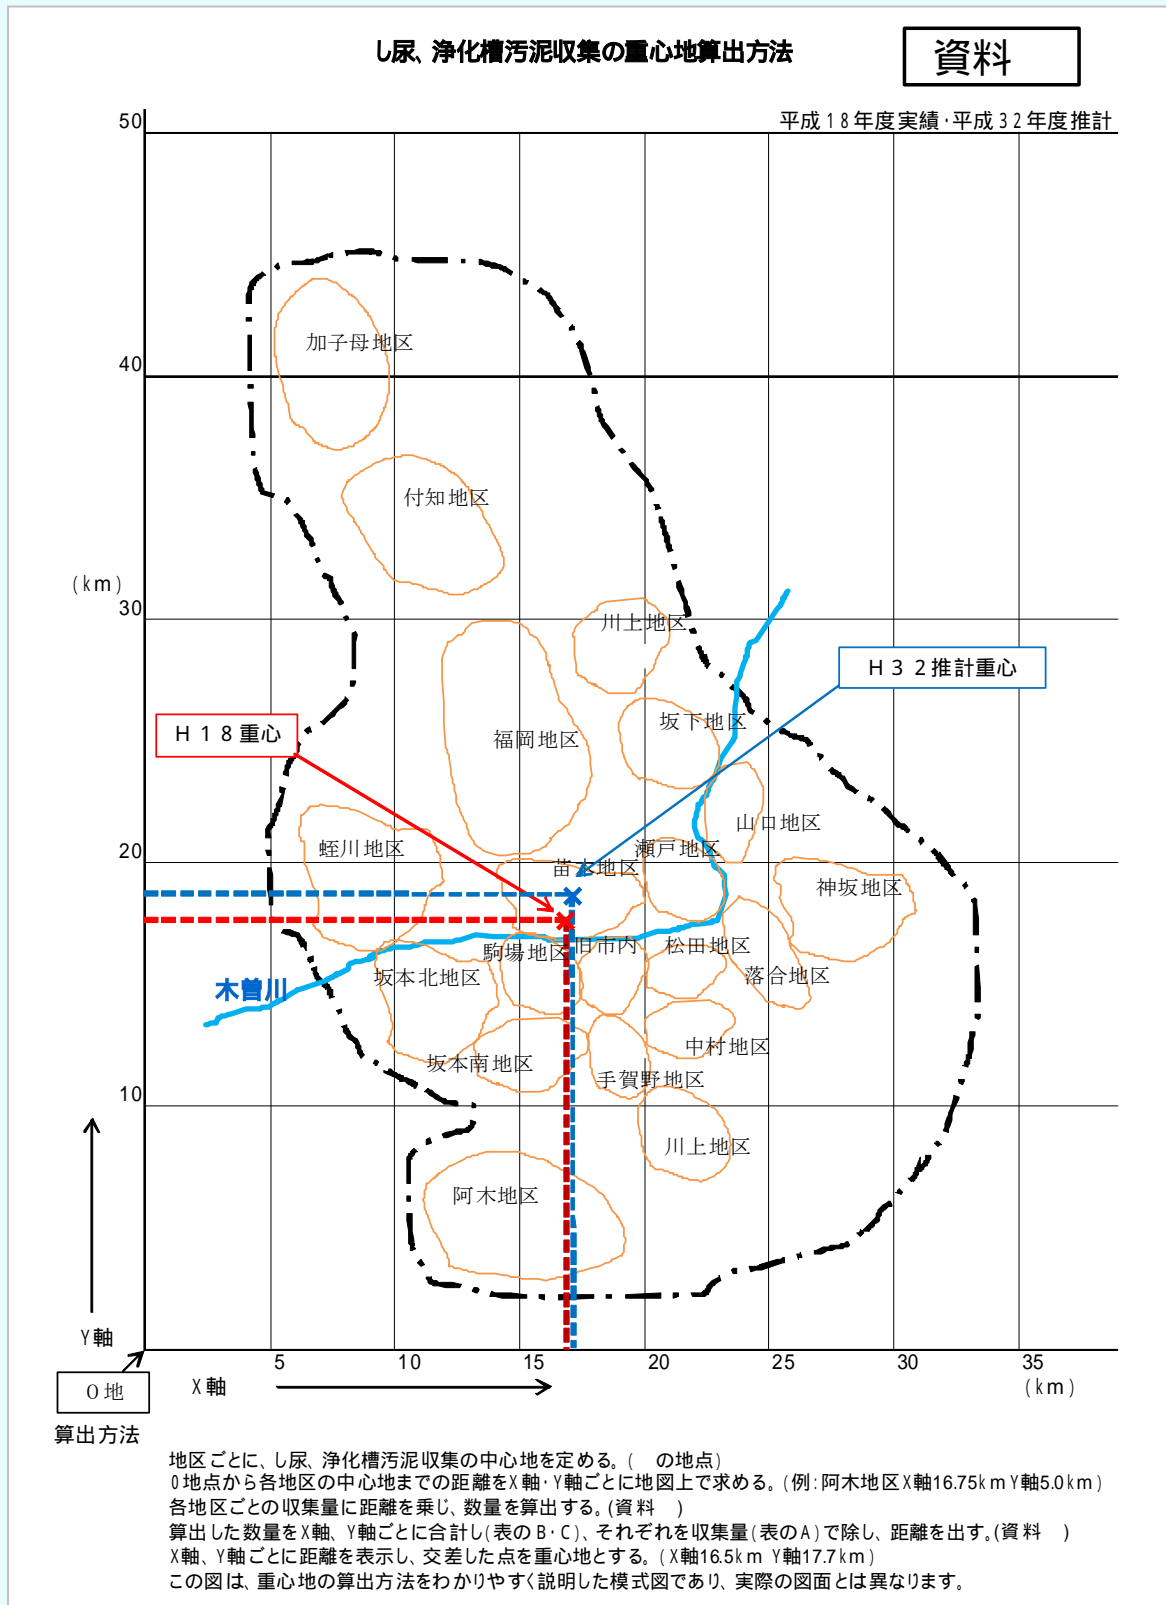 し尿、浄化槽汚泥収集の重心地算出方法
資料
平成18年度実績・平成32年度推計
50
加子母地区
40
付知地区
(km)
30
川上地区
H32推計重心
坂下地区
H18重心
福岡地区
山口地区
蛭川地区
瀬戸地区
20
苗木地区
神坂地区
駒場地区
旧市内
松田地区
坂本北地区
落合地区
木曽川
中村地区
坂本南地区
手賀野地区
10
川上地区
阿木地区
Y軸
5
10
15
20
25
30
35
0地
X軸
(km)
算出方法
地区ごとに、し尿、浄化槽汚泥収集の中心地を定める。(　の地点)
0地点から各地区の中心地までの距離をX軸・Y軸ごとに地図上で求める。(例:阿木地区X軸16.75km Y軸5.0km)
各地区ごとの収集量に距離を乗じ、数量を算出する。(資料　)
算出した数量をX軸、Y軸ごとに合計し(表のB・C)、それぞれを収集量(表のA)で除し、距離を出す。(資料　)
X軸、Y軸ごとに距離を表示し、交差した点を重心地とする。(X軸16.5km Y軸17.7km)
この図は、重心地の算出方法をわかりやすく説明した模式図であり、実際の図面とは異なります。